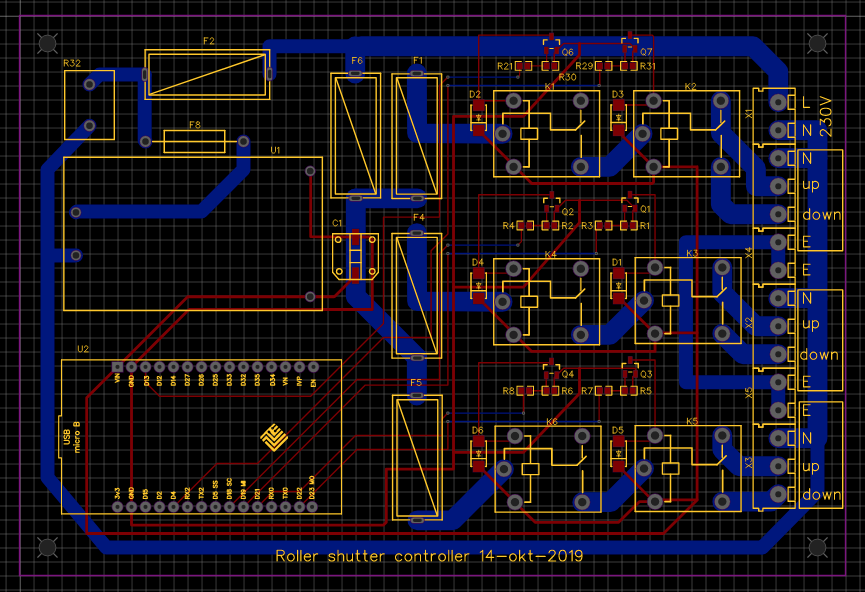 F2
R32
F6
F1
Q6
Q7
R21
R29
R31
R30
K1
K2
D2
D3
X1
L
N
230V
F8
U1
N
up
down
C1
F4
Q2
Q1
R4
R2
R3
R1
E
X4
E
K4
K3
D4
D1
N
X2
up
down
U2
VIN
GND
D13
D12
D14
D27
D26
D25
D33
D32
D35
D34
VN
EN
F5
Q4
Q3
R8
R6
R7
R5
E
X5
E
K6
K5
D6
D5
N
X3
up
down
USB
micro B
3v3
GND
D15
D2
D4
RX2
TX2
D5 SS
D18 SC
D19 MI
D21
RX0
TX0
D22
D23 MO
Roller shutter controller 14-okt-2019